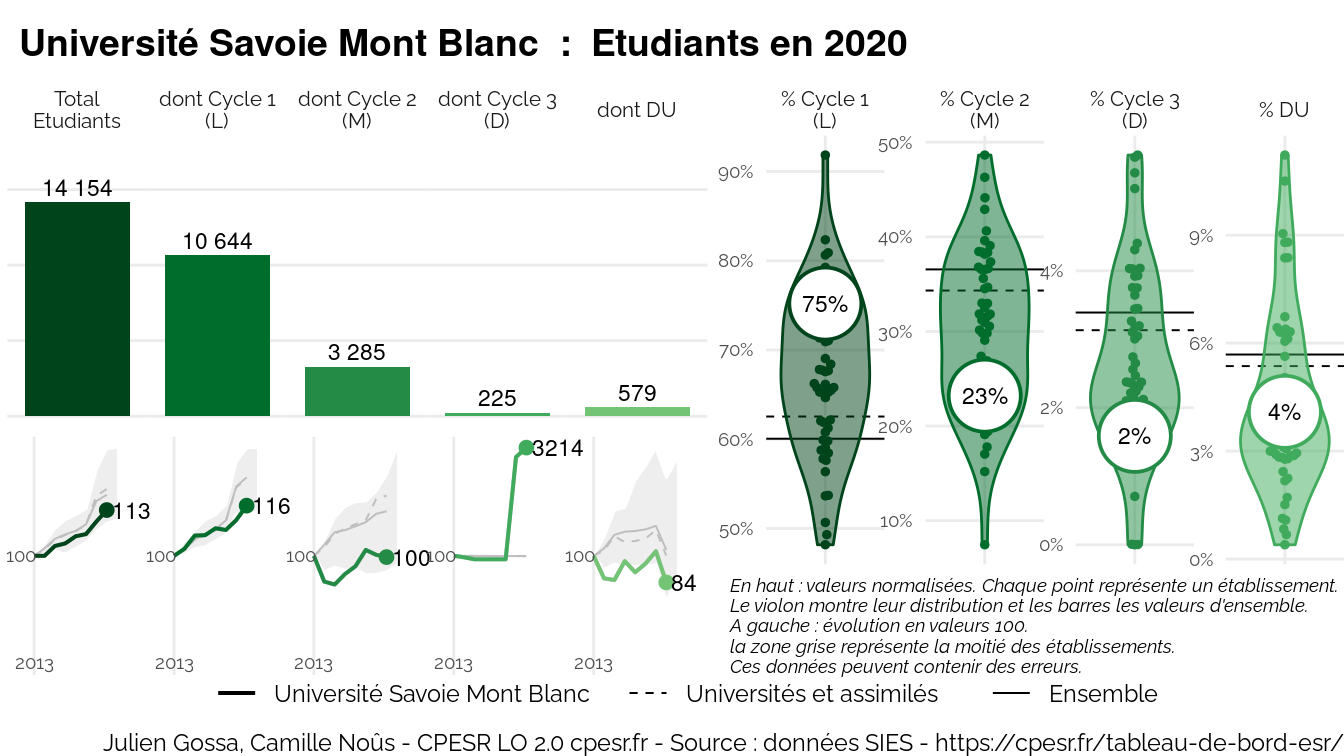 Université Savoie Mont Blanc : Etudiants en 2020
Total
Etudiants
dont Cycle 1
(L)
dont Cycle 2
(M)
dont Cycle 3
(D)
dont DU
14 154
10 644
3 285
225
579
100
113
2013
100
116
2013
100
100
2013
100
3214
2013
100
84
2013
% Cycle 1
(L)
90%
80%
70%
60%
50%
75%
% Cycle 2
(M)
50%
40%
30%
20%
10%
23%
% Cycle 3
(D)
4%
2%
0%
2%
% DU
9%
6%
3%
0%
4%
En haut : valeurs normalisées. Chaque point représente un établissement.
Le violon montre leur distribution et les barres les valeurs d'ensemble.
A gauche : évolution en valeurs 100.
la zone grise représente la moitié des établissements.
Ces données peuvent contenir des erreurs.
Université Savoie Mont Blanc
Universités et assimilés
Ensemble
Julien Gossa, Camille Noûs - CPESR LO 2.0 cpesr.fr - Source : données SIES - https://cpesr.fr/tableau-de-bord-esr/